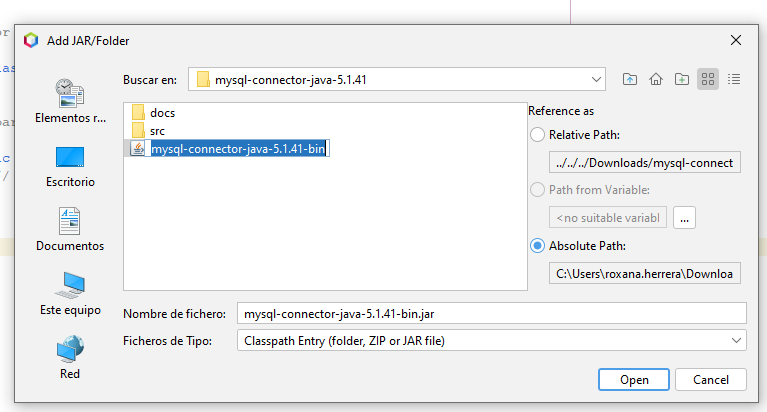 Add JAR/Folder
Buscar en:
mysql-connector-java-5.1.41
Elementos r...
Escritorio
Documentos
Este equipo
Red
docs
src
mysql-connector-java-5.1.41-bin
Reference as
Relative Path:
../../../Downloads/mysql-connect
Path from Variable:
<no suitable variabl
...
Absolute Path:
C:\Users\roxana.herrera\Downloa
Nombre de fichero:
mysql-connector-java-5.1.41-bin.jar
Ficheros de Tipo:
Classpath Entry (folder, ZIP or JAR file)
Open
Cancel